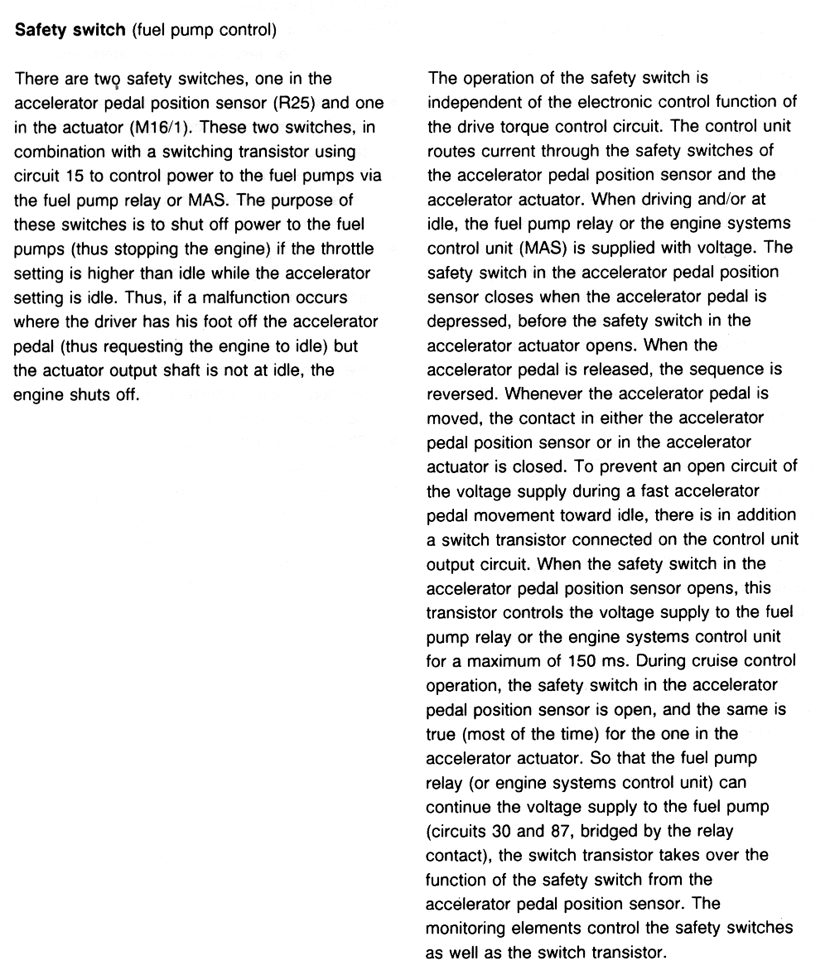 Safety switch (fuel pump control)
There are two safety switches, one in the
accelerator pedal position sensor (R25) and one
in the actuator (M16/1). These two switches, in
combination with a switching transistor using
circuit 15 to control power to the fuel pumps via
the fuel pump relay or MAS. The purpose of
these switches is to shut off power to the fuel
pumps (thus stopping the engine) if the throttle
setting is higher than idle while the accelerator
setting is idle. Thus, if a malfunction occurs
where the driver has his foot off the accelerator
pedal (thus requesting the engine to idle) but
the actuator output shaft is not at idle, the
engine shuts off.
The operation of the safety switch is
independent of the electronic control function of
the drive torque control circuit. The control unit
routes current through the safety switches of
the accelerator pedal position sensor and the
accelerator actuator. When driving and/or at
idle, the fuel pump relay or the engine systems
control unit (MAS) is supplied with voltage. The
safety switch in the accelerator pedal position
sensor closes when the accelerator pedal is
depressed, before the safety switch in the
accelerator actuator opens. When the
accelerator pedal is released, the sequence is
reversed. Whenever the accelerator pedal is
moved, the contact in either the accelerator
pedal position sensor or in the accelerator
actuator is closed. To prevent an open circuit of
the voltage supply during a fast accelerator
pedal movement toward idle, there is in addition
a switch transistor connected on the control unit
output circuit. When the safety switch in the
accelerator pedal position sensor opens, this
transistor controls the voltage supply to the fuel
pump relay or the engine systems control unit
for a maximum of 150 ms. During cruise control
operation, the safety switch in the accelerator
pedal position sensor is open, and the same is
true (most of the time) for the one in the
accelerator actuator. So that the fuel pump
relay (or engine systems control unit) can
continue the voltage supply to the fuel pump
(circuits 30 and 87, bridged by the relay
contact), the switch transistor takes over the
function of the safety switch from the
accelerator pedal position sensor. The
monitoring elements control the safety switches
as well as the switch transistor.